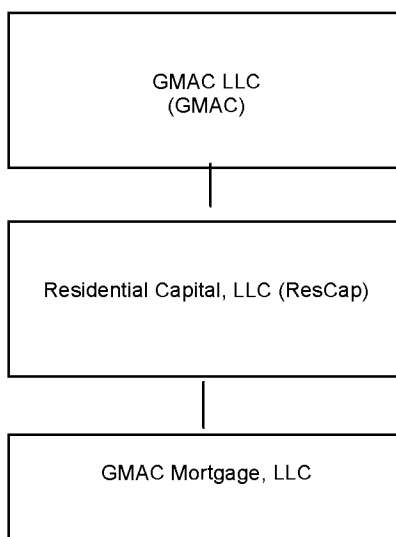 GMAC LLC
(GMAC)
Residential Capital, LLC (ResCap)
GMAC Mortgage, LLC